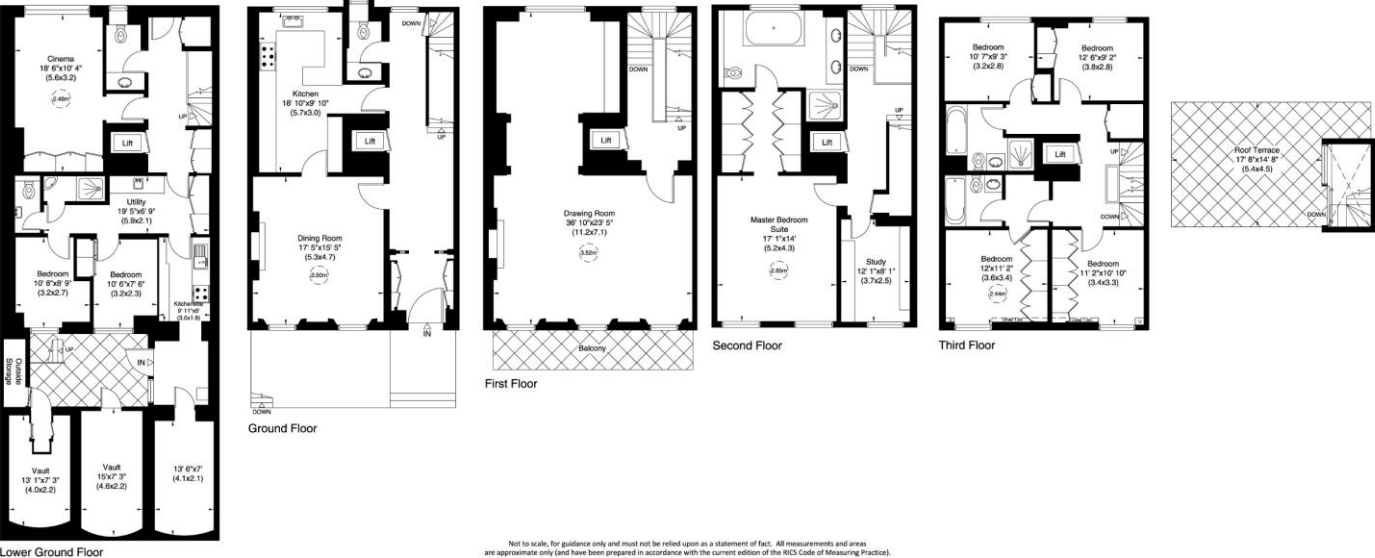 Cinema
18' 6"x10' 4"
(5.6x3.2)
2.48m
UP
Lift
Utility
19' 5"x6' 9"
(5.9x2.1)
Bedroom
10' 8"x8' 9"
(3.2x2.7)
Bedroom
10' 6"x7' 6"
(3.2x2.3)
Kitchenette
9' 11"x6'
(3.0x1.8)
UP
IN
Outside
Storage
Vault
13' 1"x7' 3"
(4.0x2.2)
Vault
15'x7' 3"
(4.6x2.2)
13' 6"x7'
(4.1x2.1)
Lower Ground Floor
DOWN
Kitchen
18' 10"x9' 10"
(5.7x3.0)
UP
Lift
Dining Room
17' 5"x15' 5"
(5.3x4.7)
3.50m
IN
DOWN
Ground Floor
DOWN
UP
Lift
Drawing Room
36' 10"x23' 5"
(11.2x7.1)
3.52m
Balcony
First Floor
DOWN
UP
Lift
Master Bedroom
Suite
17' 1"x14'
(5.2x4.3)
Study
12' 1"x8' 1"
(3.7x2.5)
Second Floor
Bedroom
10' 7"x9' 3"
(3.2x2.8)
Bedroom
12' 6"x9' 2"
(3.8x2.8)
Lift
UP
DOWN
Bedroom
12'x11' 2"
(3.6x3.4)
2.44m
Bedroom
11' 2"x10' 10"
(3.4x3.3)
Third Floor
Roof Terrace
17' 8"x14' 8"
(5.4x4.5)
DOWN
Not to scale, for guidance only and must not be relied upon as a statement of fact. All measurements and areas
are approximate only (and have been prepared in accordance with the current edition of the RICS Code of Measuring Practice).